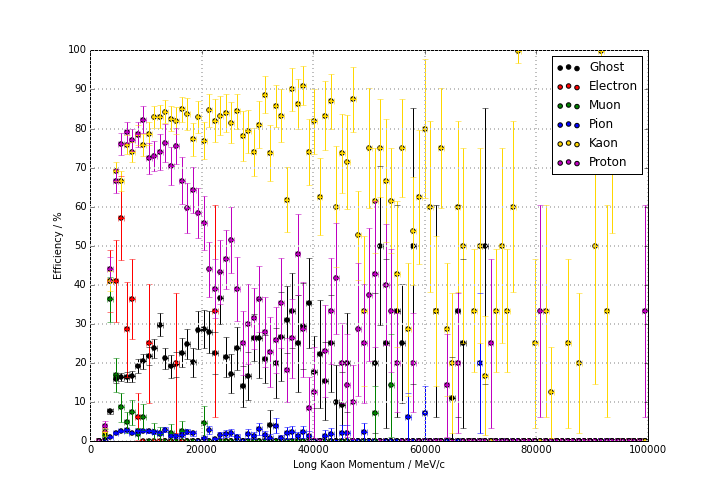 100
90
80
70
60
50
40
30
20
10
0
Efficiency / %
0
20000
40000
60000
80000
100000
Long Kaon Momentum / MeV/c
Ghost
Electron
Muon
Pion
Kaon
Proton